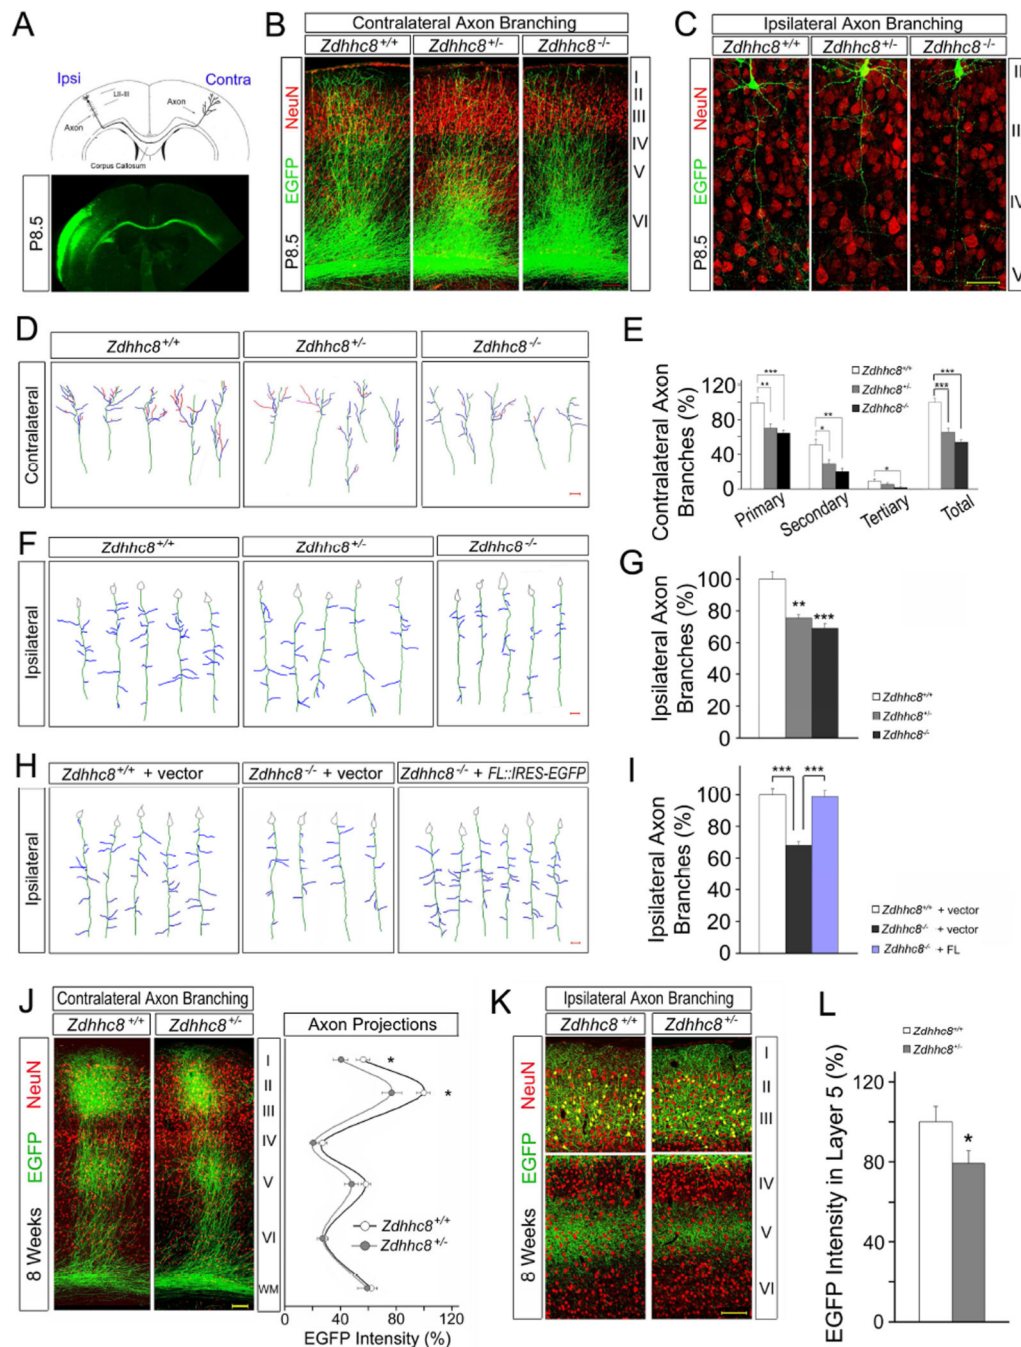 A
Ipsi
Contra
LII-III
Axon
Axon
Corpus Callosum
P8.5
B
Contralateral Axon Branching
Zdhhc8+/+
Zdhhc8+/-
Zdhhc8-/-
P8.5 EGFP NeuN
I
II
III
IV
V
VI
C
Ipsilateral Axon Branching
Zdhhc8+/+
Zdhhc8+/-
Zdhhc8-/-
P8.5 EGFP NeuN
II
II
IV
V
D
Zdhhc8+/+
Zdhhc8+/-
Zdhhc8-/-
Contralateral
E
Contralateral Axon
Branches (%)
120
80
40
0
***
**
**
*
*
***
***
Zdhhc8+/+
Zdhhc8+/-
Zdhhc8-/-
Primary
Secondary
Tertiary
Total
F
Zdhhc8+/+
Zdhhc8+/-
Zdhhc8-/-
Ipsilateral
G
Ipsilateral Axon
Branches (%)
100
80
60
40
20
0
**
***
Zdhhc8+/+
Zdhhc8+/-
Zdhhc8-/-
H
Zdhhc8+/+ + vector
Zdhhc8-/- + vector
Zdhhc8-/- + FL::IRES-EGFP
Ipsilateral
I
Ipsilateral Axon
Branches (%)
100
80
60
40
20
0
***
***
Zdhhc8+/+ + vector
Zdhhc8-/- + vector
Zdhhc8-/- + FL
J
Contralateral Axon Branching
Zdhhc8+/+
Zdhhc8+/-
8 Weeks EGFP NeuN
I
II
III
IV
V
VI
WM
Axon Projections
*
*
Zdhhc8+/+
Zdhhc8+/-
0
40
80
120
EGFP Intensity (%)
K
Ipsilateral Axon Branching
Zdhhc8+/+
Zdhhc8+/-
8 Weeks EGFP NeuN
I
II
III
IV
V
VI
L
Zdhhc8+/+
Zdhhc8+/-
EGFP Intensity in Layer 5 (%)
120
80
40
0
*